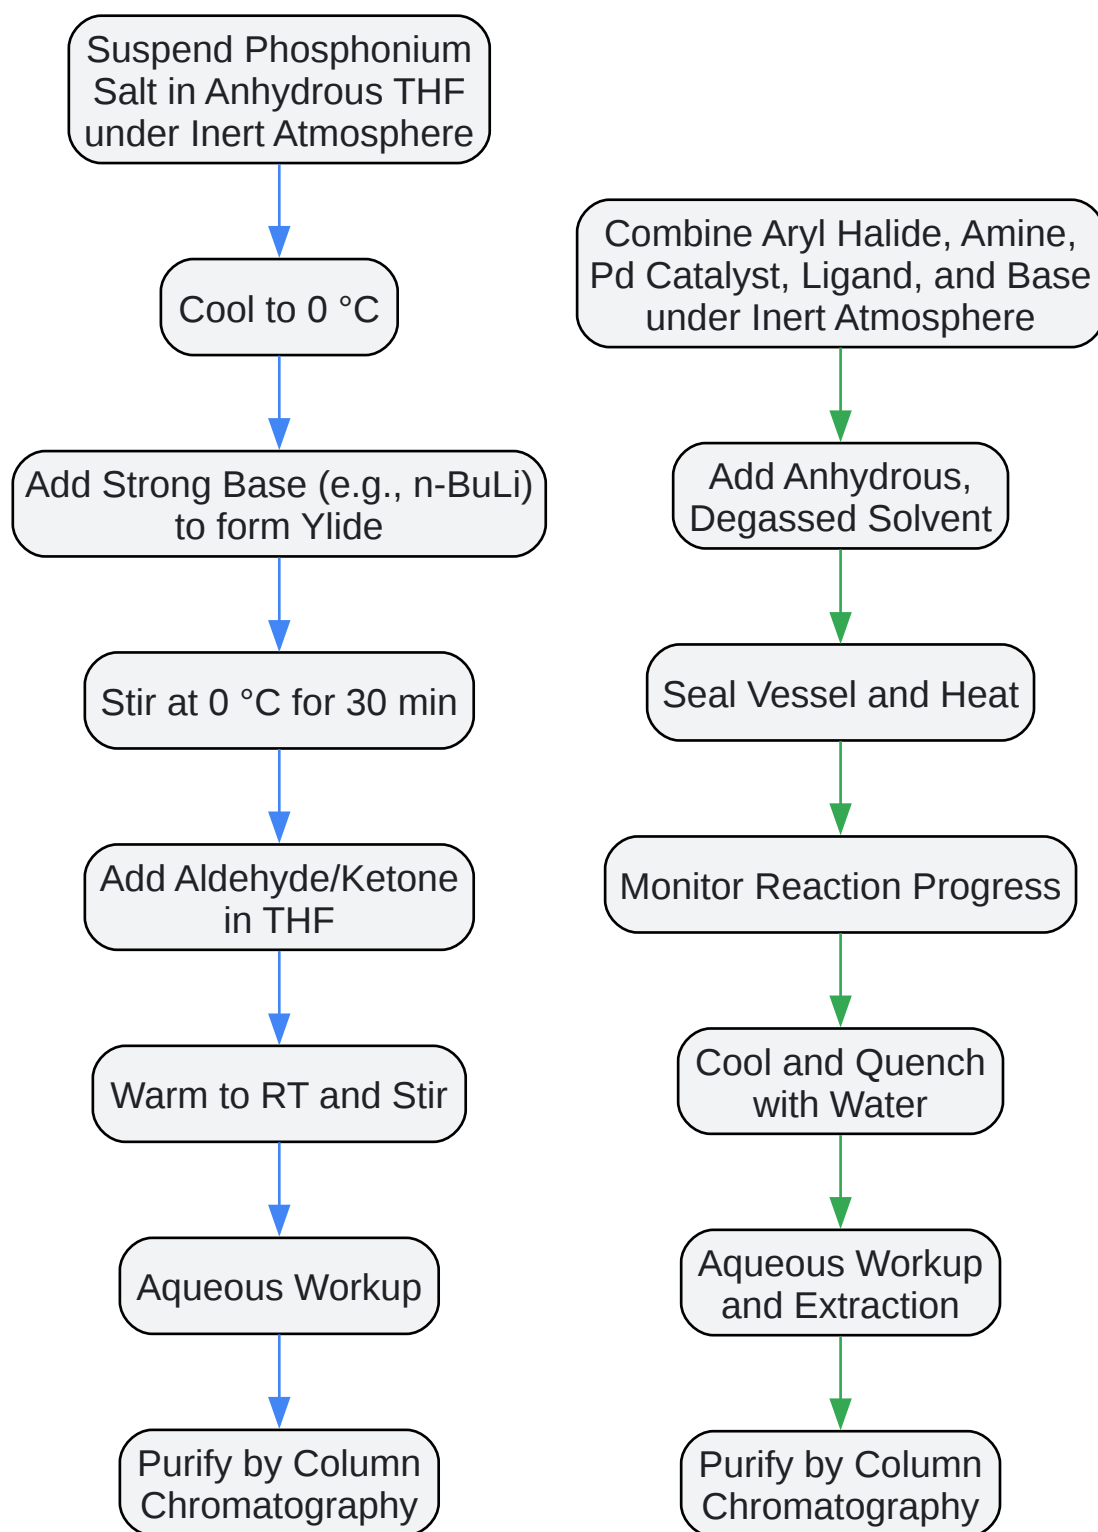 Suspend Phosphonium
Salt in Anhydrous THF
under Inert Atmosphere
Cool to 0 °C
Add Strong Base (e.g., n-BuLi)
to form Ylide
Stir at 0 °C for 30 min
Add Aldehyde/Ketone
in THF
Warm to RT and Stir
Aqueous Workup
Purify by Column
Chromatography
Combine Aryl Halide, Amine,
Pd Catalyst, Ligand, and Base
under Inert Atmosphere
Add Anhydrous,
Degassed Solvent
Seal Vessel and Heat
Monitor Reaction Progress
Cool and Quench
with Water
Aqueous Workup
and Extraction
Purify by Column
Chromatography